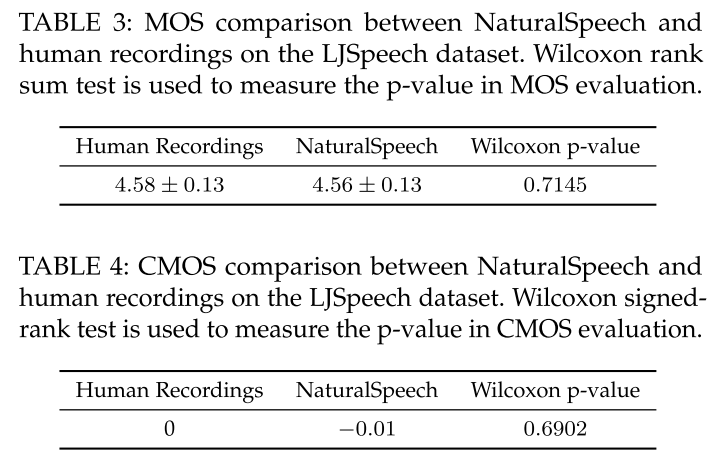 TABLE 3: MOS comparison between NaturalSpeech and
human recordings on the LJSpeech dataset. Wilcoxon rank
sum test is used to measure the p-value in MOS evaluation.
Human Recordings NaturalSpeech Wilcoxon p-value
4.58 ± 0.13 4.56 ± 0.13 0.7145
TABLE 4: CMOS comparison between NaturalSpeech and
human recordings on the LJSpeech dataset. Wilcoxon signed-
rank test is used to measure the p-value in CMOS evaluation.
Human Recordings NaturalSpeech Wilcoxon p-value
0 −0.01 0.6902